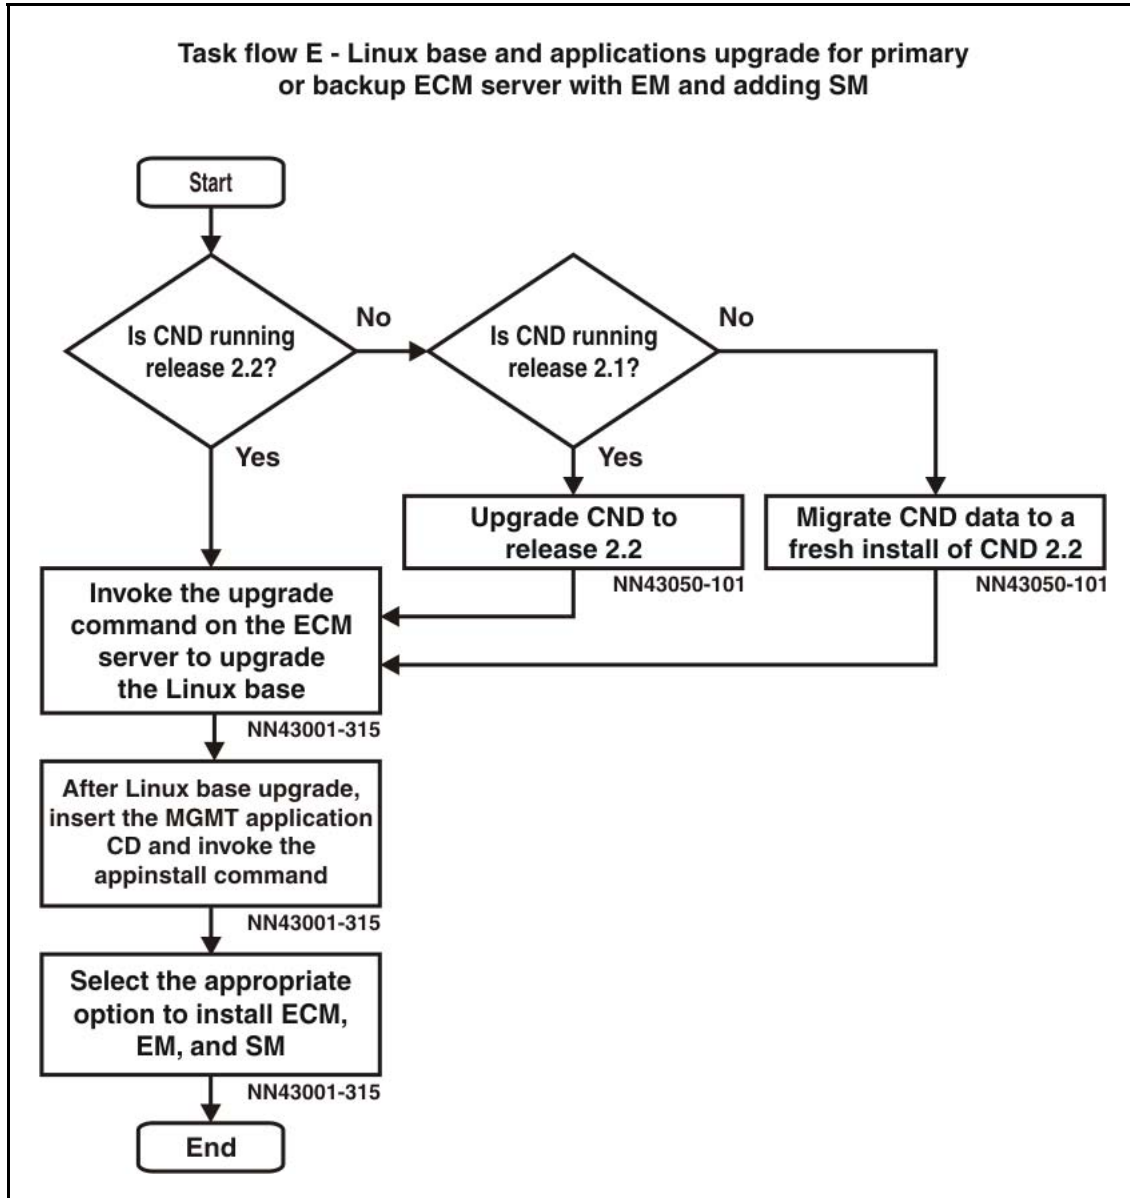 Task flow E - Linux base and applications upgrade for primary
or backup ECM server with EM and adding SM
Start
Is CND running
release 2.2?
No
Is CND running
release 2.1?
No
Yes
Yes
Upgrade CND to
release 2.2
NN43050-101
Migrate CND data to a
fresh install of CND 2.2
NN43050-101
Invoke the upgrade
command on the ECM
server to upgrade
the Linux base
NN43001-315
After Linux base upgrade,
insert the MGMT application
CD and invoke the
appinstall command
NN43001-315
Select the appropriate
option to install ECM,
EM, and SM
NN43001-315
End